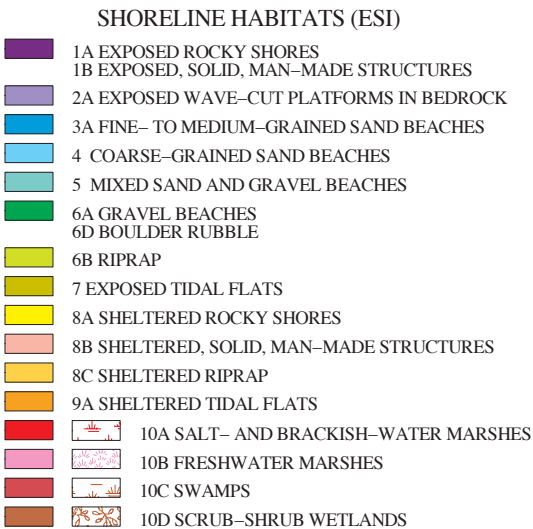 SHORELINE HABITATS (ESI)
1A EXPOSED ROCKY SHORES
1B EXPOSED, SOLID, MAN−MADE STRUCTURES
2A EXPOSED WAVE−CUT PLATFORMS IN BEDROCK
3A FINE− TO MEDIUM−GRAINED SAND BEACHES
4 COARSE−GRAINED SAND BEACHES
5 MIXED SAND AND GRAVEL BEACHES
6A GRAVEL BEACHES
6D BOULDER RUBBLE
6B RIPRAP
7 EXPOSED TIDAL FLATS
8A SHELTERED ROCKY SHORES
8B SHELTERED, SOLID, MAN−MADE STRUCTURES
8C SHELTERED RIPRAP
9A SHELTERED TIDAL FLATS
10A SALT− AND BRACKISH−WATER MARSHES
10B FRESHWATER MARSHES
10C SWAMPS
10D SCRUB−SHRUB WETLANDS